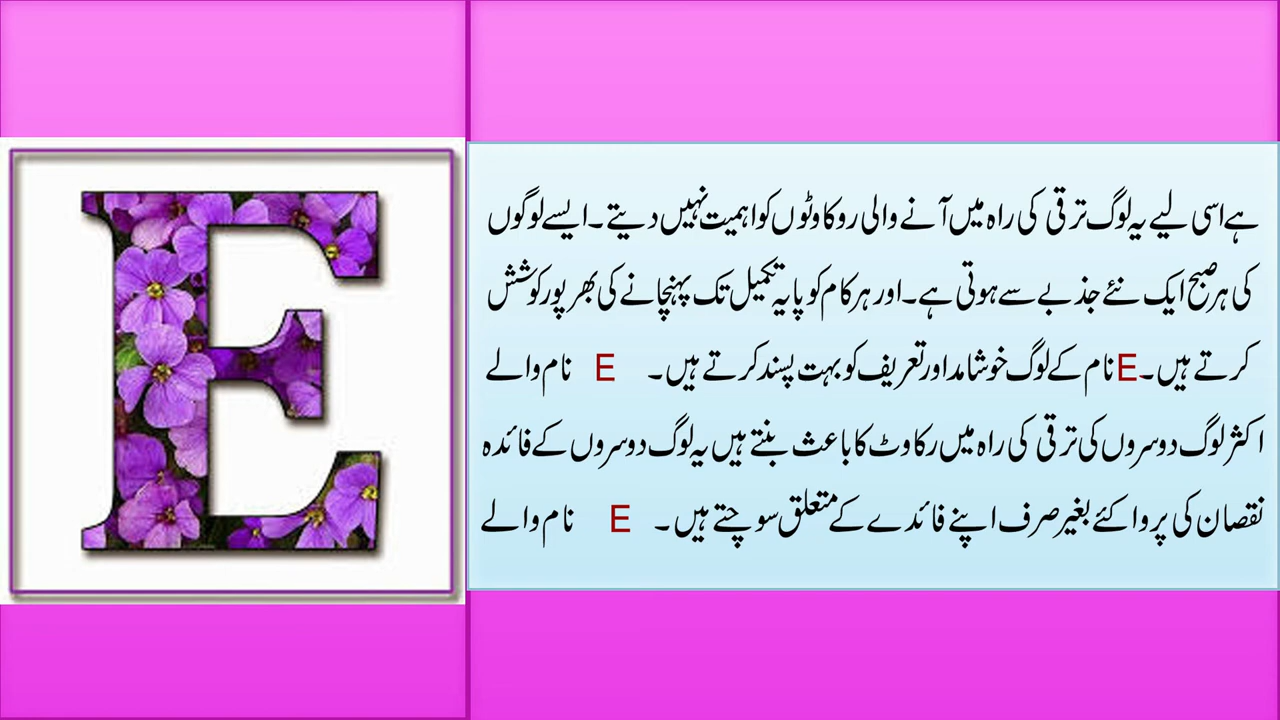 E
ہے اسی لیے یہ لوگ ترقی کی راہ میں آنے والی روکاوٹوں کو اہمیت نہیں دیتے۔ ایسے لوگوں
کی ہر صبح ایک نئے جذبے سے ہوتی ہے۔ اور ہر کام کو پایہ تکمیل تک پہنچانے کی بھر پور کوشش
کرتے ہیں۔ E نام کے لوگ خوشامد اور تعریف کو بہت پسند کرتے ہیں۔ E نام والے
اکثر لوگ دوسروں کی ترقی کی راہ میں رکاوٹ کا باعث بنتے ہیں یہ لوگ دوسروں کے فائدہ
نقصان کی پروا کئے بغیر صرف اپنے فائدے کے متعلق سوچتے ہیں۔ E نام والے